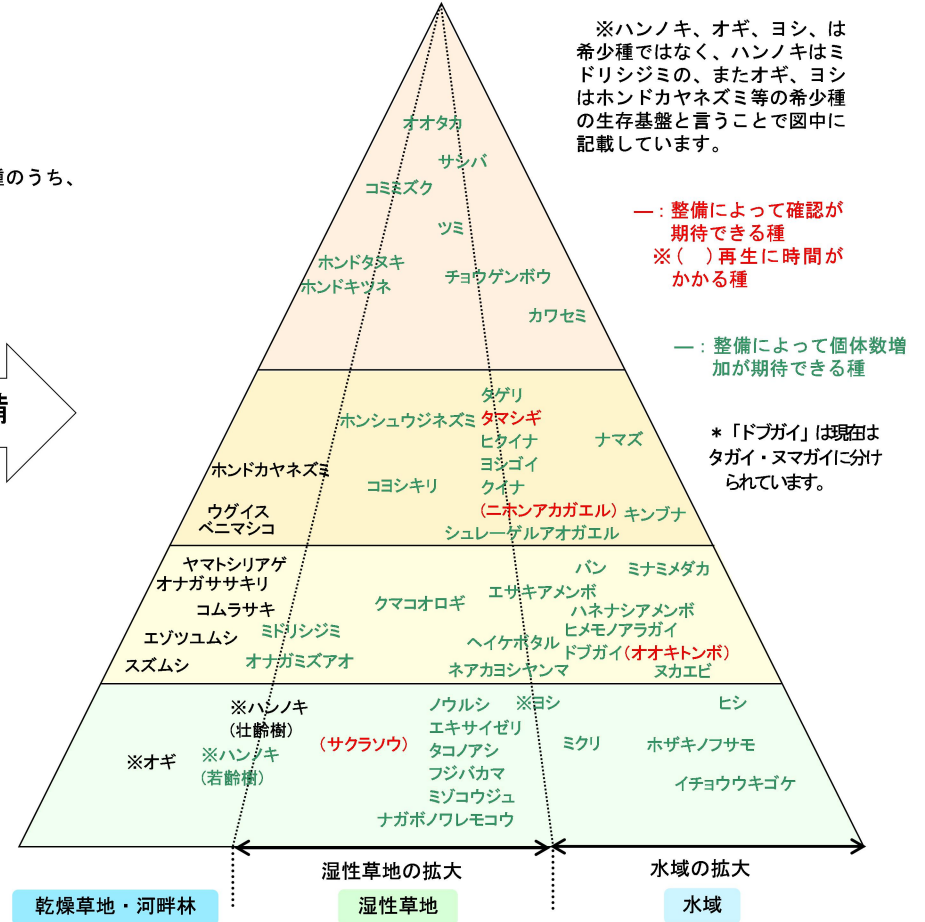 ※ハンノキ、オギ、ヨシ、は
希少種ではなく、ハンノキはミ
ドリシジミの、またオギ、ヨシ
はホンドカヤネズミ等の希少種
の生存基盤と言うことで図中に
記載しています。
種のうち、
オオタカ
サシバ
コミミズク
ツミ
ホンドタヌキ
チョウゲンボウ
ホンドキツネ
カワセミ
ー：整備によって確認が
期待できる種
※（　）再生に時間が
かかる種
ー：整備によって個体数増
加が期待できる種
＊「ドブガイ」は現在は
タガイ・ヌマガイに分け
られています。
備
タゲリ
ホンシュウジネズミ
タマシギ
ヒクイナ
ナマズ
ホンドカヤネズミ
ヨシゴイ
コヨシキリ
クイナ
ウグイス
（ニホンアカガエル）
キンブナ
ベニマシコ
シュレーゲルアオガエル
ヤマトシリアゲ
バン
ミナミメダカ
オナガササキリ
エサキアメンボ
コムラサキ
クマコオロギ
ハネナシアメンボ
エゾツユムシ
ミドリシジミ
ヒメモノアラガイ
ヘイケボタル
ドブガイ（オオキトンボ）
スズムシ
オナガミズアオ
ネアカヨシヤンマ
ヌカエビ
※ハンノキ
（壮齢樹）
ノウルシ
※ヨシ
ヒシ
エキサイゼリ
（サクラソウ）
タコノアシ
ミクリ
ホザキノフサモ
※オギ
※ハンノキ
（若齢樹）
フジバカマ
イチョウウキゴケ
ミゾコウジュ
ナガボノワレモコウ
湿性草地の拡大
水域の拡大
乾燥草地・河畔林
湿性草地
水域